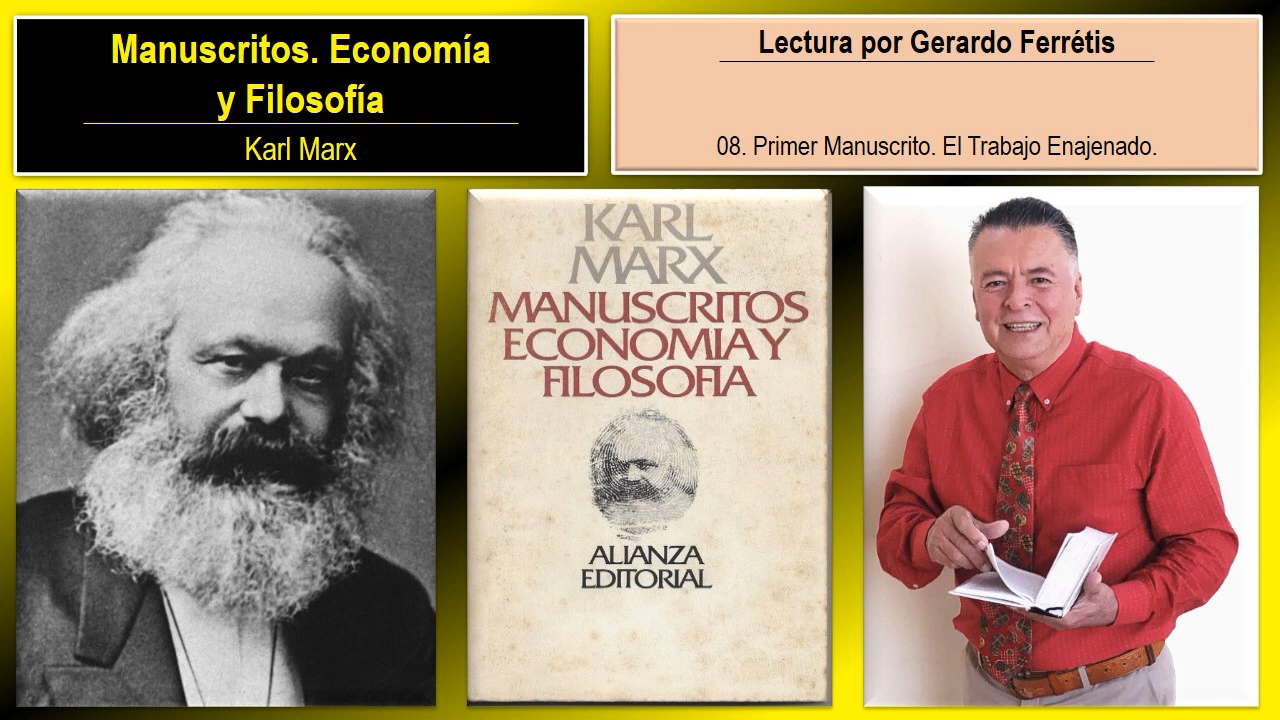 Manuscritos. Economía
y Filosofía
Karl Marx
Lectura por Gerardo Ferrétis
08. Primer Manuscrito. El Trabajo Enajenado.
KARL
MARX
MANUSCRITOS
ECONOMIA Y
FILOSOFIA
ALIANZA
EDITORIAL